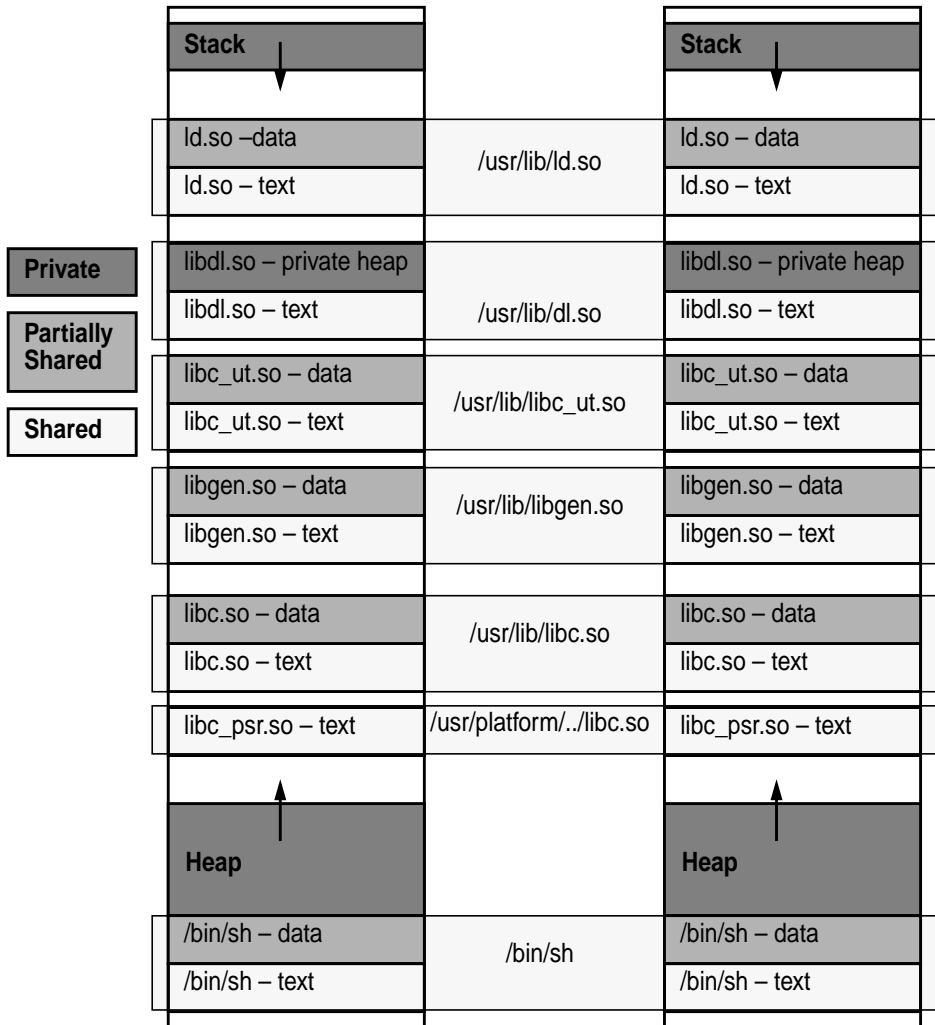 Stack
Stack
ld.so –data
/usr/lib/ld.so
ld.so – data
ld.so – text
ld.so – text
Private
libdl.so – private heap
libdl.so – private heap
libdl.so – text
/usr/lib/dl.so
libdl.so – text
Partially
Shared
libc_ut.so – data
/usr/lib/libc_ut.so
libc_ut.so – data
Shared
libc_ut.so – text
libc_ut.so – text
libgen.so – data
/usr/lib/libgen.so
libgen.so – data
libgen.so – text
libgen.so – text
libc.so – data
/usr/lib/libc.so
libc.so – data
libc.so – text
libc.so – text
libc_psr.so – text
/usr/platform/../libc.so
libc_psr.so – text
Heap
Heap
/bin/sh – data
/bin/sh
/bin/sh – data
/bin/sh – text
/bin/sh – text